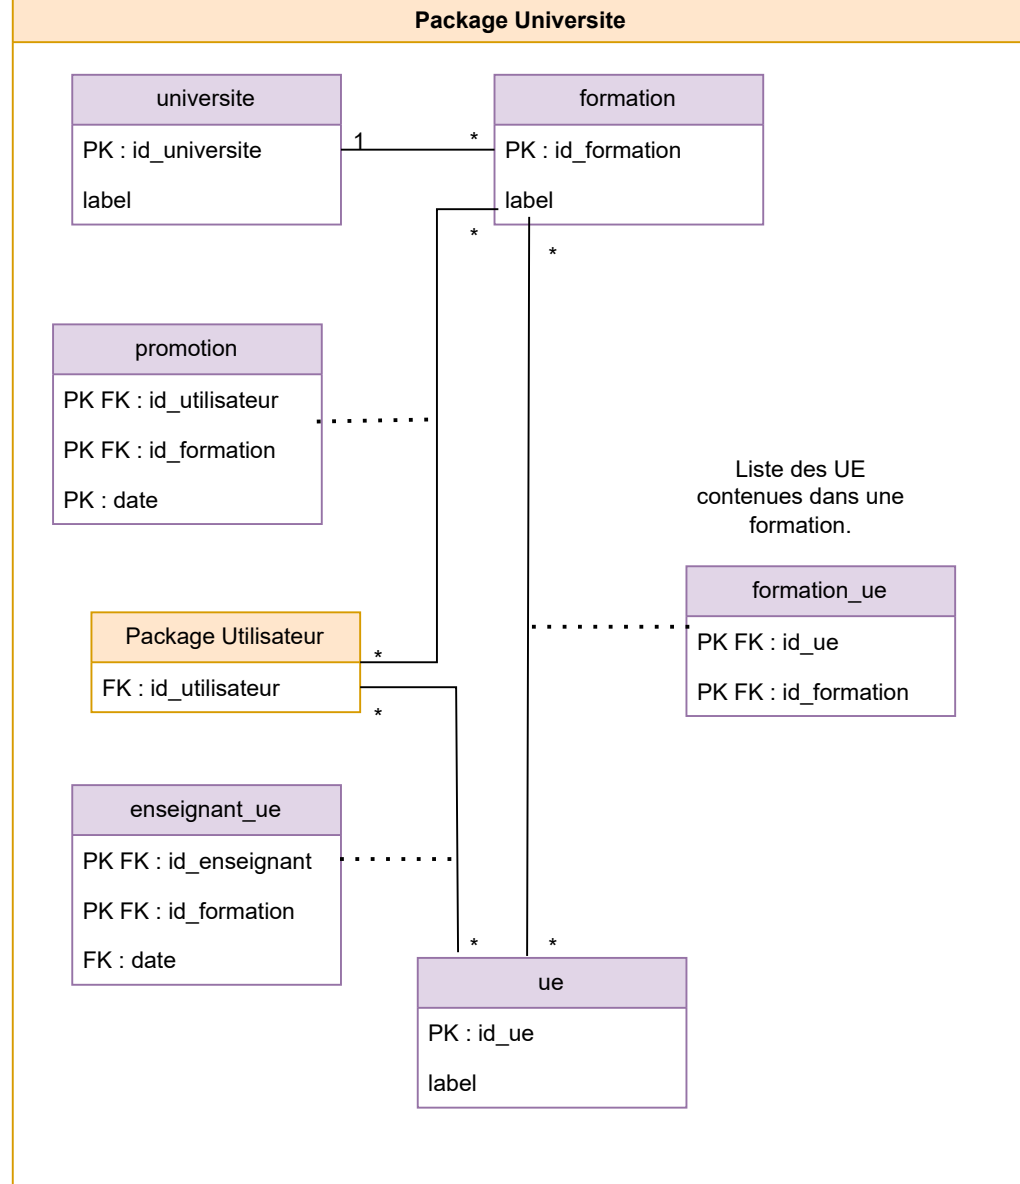 Package Universite
universite
PK : id_universite
label
1
*
formation
PK : id_formation
label
*
*
promotion
PK FK : id_utilisateur
PK FK : id_formation
PK : date
Liste des UE
contenues dans une
formation.
formation_ue
PK FK : id_ue
PK FK : id_formation
Package Utilisateur
FK : id_utilisateur
*
*
enseignant_ue
PK FK : id_enseignant
PK FK : id_formation
FK : date
*
*
ue
PK : id_ue
label